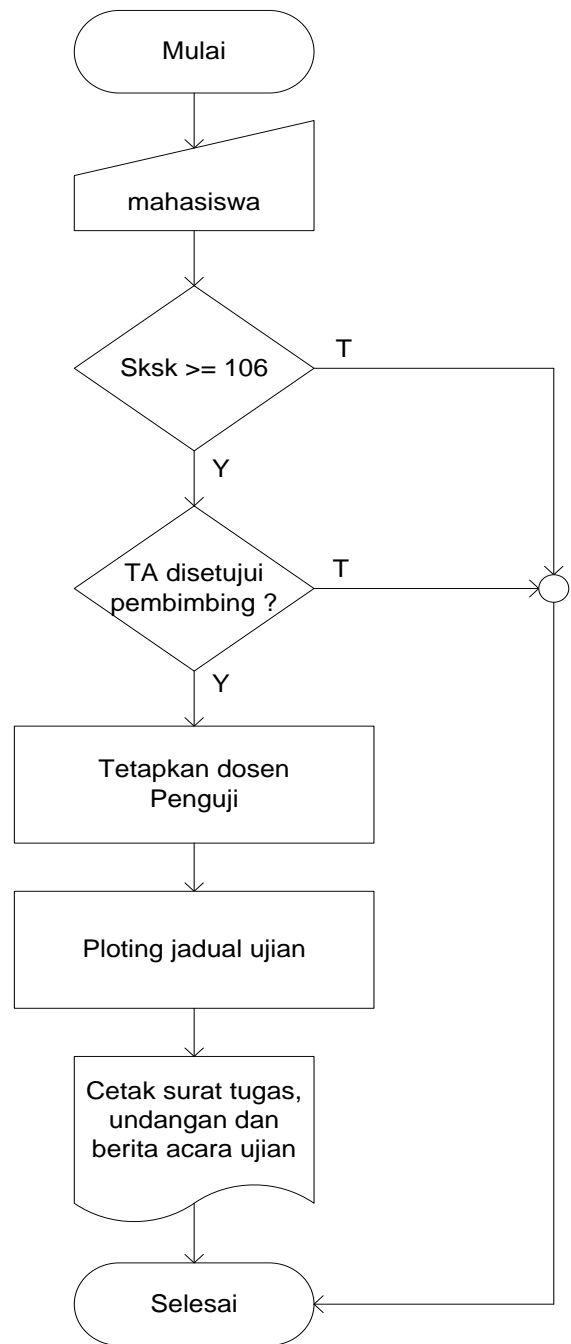 Mulai
mahasiswa
Sksk >= 106
T
Y
TA disetujui
pembimbing ?
T
Y
Tetapkan dosen
Penguji
Ploting jadual ujian
Cetak surat tugas,
undangan dan
berita acara ujian
Selesai